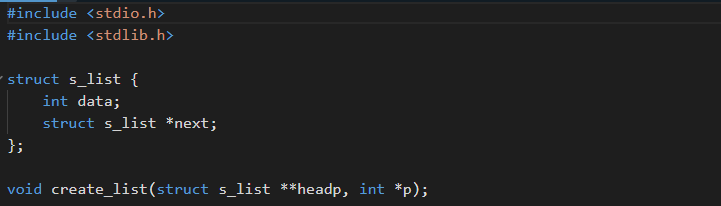 #include <stdio.h>
#include <stdlib.h>
struct s_list {
    int data;
    struct s_list *next;
};
void create_list(struct s_list **headp, int *p);